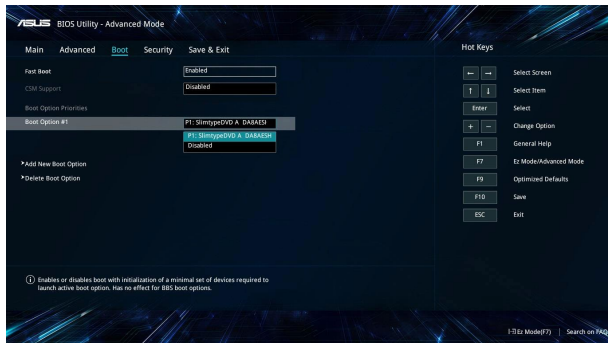 ASUS BIOS Utility - Advanced Mode
Main Advanced Boot Security Save & Exit
Hot Keys
Fast Boot Enabled
CSM Support Disabled
Boot Option Priorities
Boot Option #1 P1: SlimtypeDVD A DA8AESI
P1: SlimtypeDVD A DA8AESH
Disabled
Add New Boot Option
Delete Boot Option
← → Select Screen
↑ ↓ Select Item
Enter Select
+ − Change Option
F1 General Help
F7 Ez Mode/Advanced Mode
F9 Optimized Defaults
F10 Save
ESC Exit
Enables or disables boot with initialization of a minimal set of devices required to
launch active boot option. Has no effect for BBS boot options.
Ez Mode(F7) | Search on FAQ